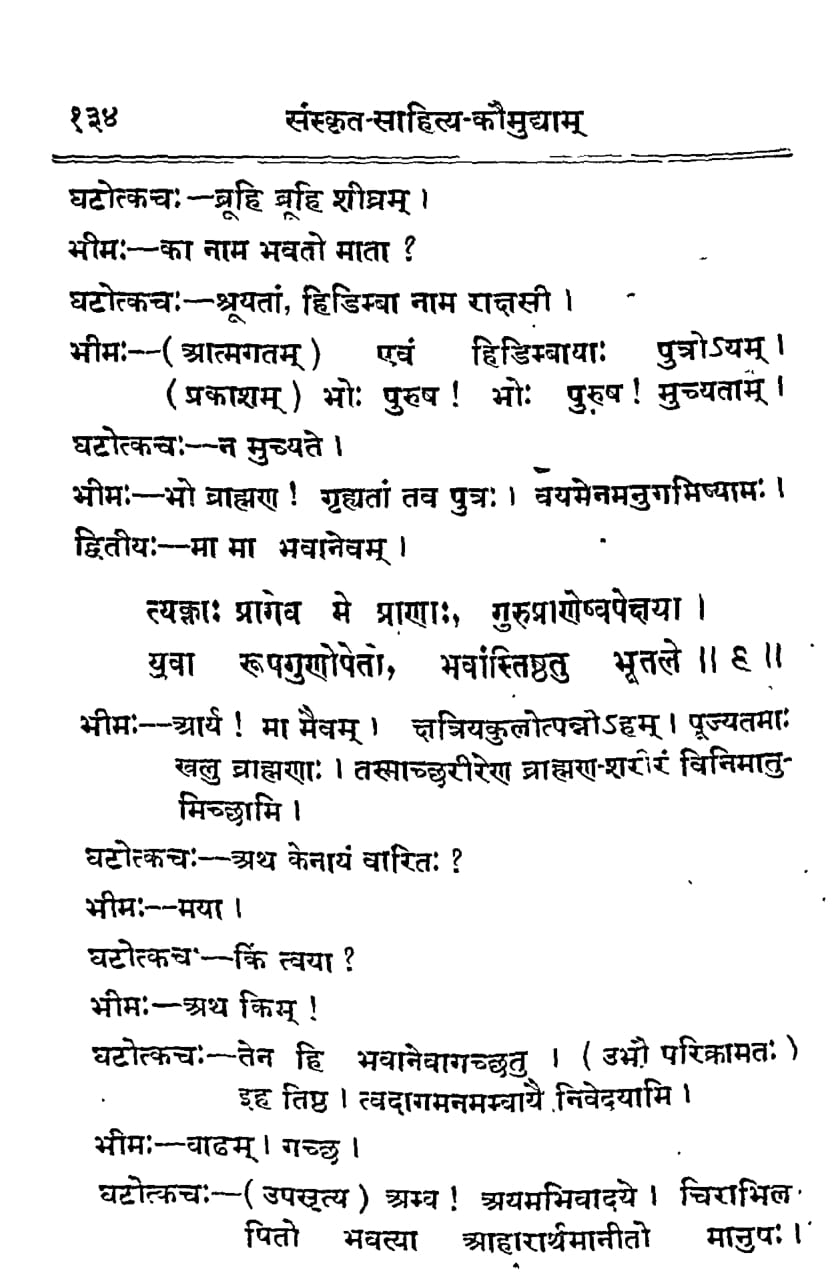 १३४ संस्कृत-साहित्य-कौमुद्याम्
घटोत्कचः—ब्रूहि ब्रूहि शीघ्रम् ।
भीमः—का नाम भवतो माता ?
घटोत्कचः—श्रूयतां, हिडिम्बा नाम राक्षसी ।
भीमः—(आत्मगतम्) एवं हिडिम्बायाः पुत्रोऽयम् ।
(प्रकाशम्) भोः पुरुष ! भोः पुरुष ! मुच्यताम् ।
घटोत्कचः—न मुच्यते ।
भीमः—भो ब्राह्मण ! गृह्यतां तव पुत्रः । वयमेनमनुगमिष्यामः ।
द्वितीयः—मा मा भवानेवम् ।
त्यक्ताः प्रागेव मे प्राणाः, गुरुप्राणेष्वपेक्षया ।
युवा रूपगुणोपेतो, भवांस्तिष्ठतु भूतले ॥ ९ ॥
भीमः—आर्य ! मा मैवम् । क्षत्रियकुलोत्पन्नोऽहम् । पूज्यतमाः
खलु ब्राह्मणाः । तस्माच्छरीरेण ब्राह्मण-शरीरं विनिमातु-
मिच्छामि ।
घटोत्कचः—अथ केनायं वारितः ?
भीमः—मया ।
घटोत्कचः—किं त्वया ?
भीमः—अथ किम् !
घटोत्कचः—तेन हि भवानेवागच्छतु । (उभौ परिक्रामतः)
इह तिष्ठ । त्वदागमनमम्बायै निवेदयामि ।
भीमः—वाढम् । गच्छ ।
घटोत्कचः—(उपसृत्य) अम्ब ! अयमभिवादये । चिराभिल-
षितो भवत्या आहारार्थमानीतो मानुषः ।